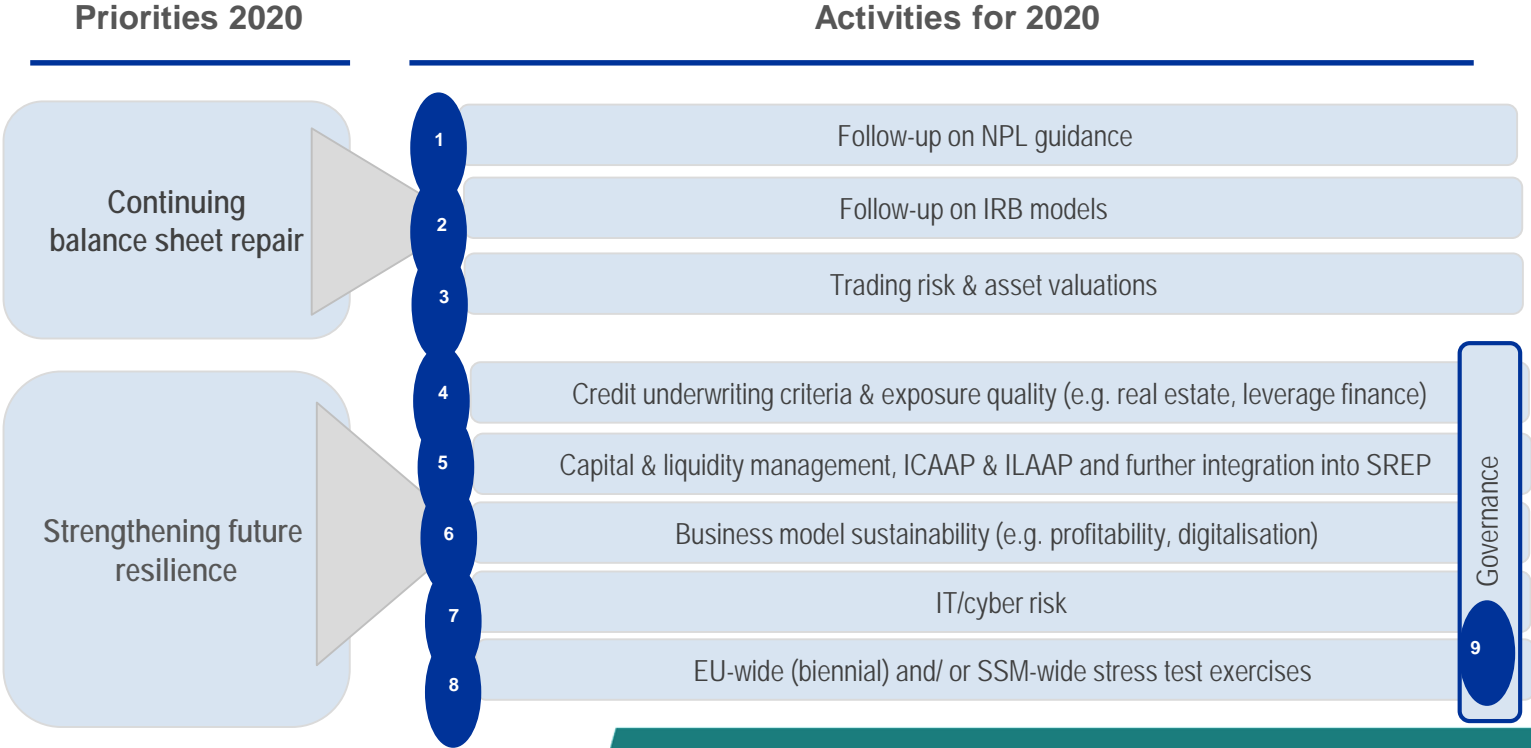 Priorities 2020
Activities for 2020
Continuing
balance sheet repair
1
Follow-up on NPL guidance
2
Follow-up on IRB models
3
Trading risk & asset valuations
Strengthening future
resilience
4
Credit underwriting criteria & exposure quality (e.g. real estate, leverage finance)
5
Capital & liquidity management, ICAAP & ILAAP and further integration into SREP
6
Business model sustainability (e.g. profitability, digitalisation)
7
IT/cyber risk
8
EU-wide (biennial) and/ or SSM-wide stress test exercises
Governance
9